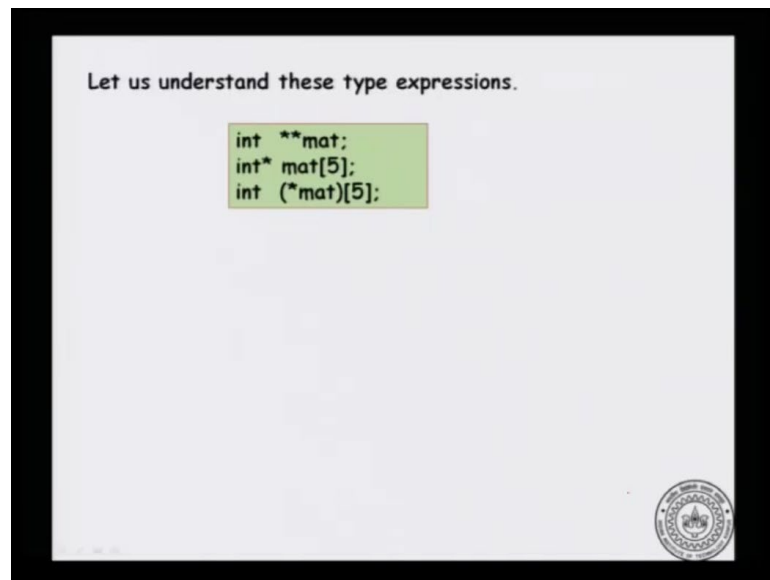 Let us understand these type expressions.
int **mat;
int* mat[5];
int (*mat)[5];